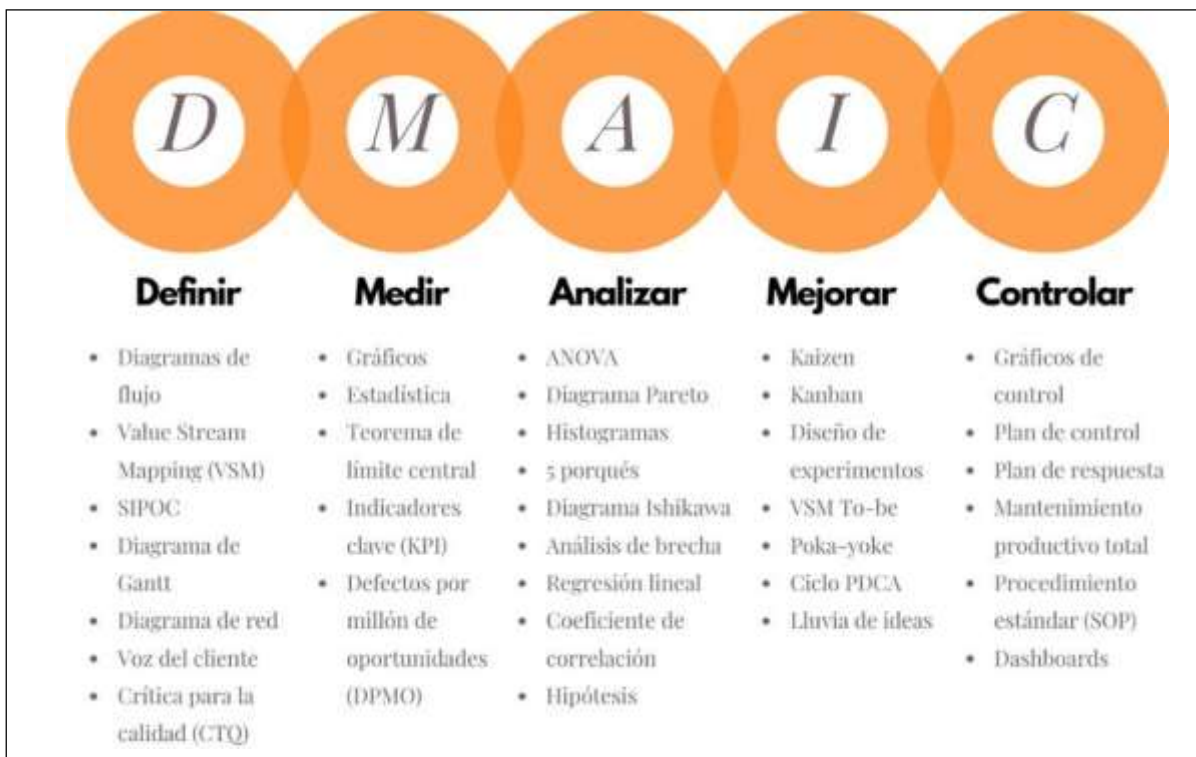 D
M
A
I
C
Definir
Medir
Analizar
Mejorar
Controlar
• Diagramas de
flujo
• Value Stream
Mapping (VSM)
• SIPOC
• Diagrama de
Gantt
• Diagrama de red
• Voz del cliente
• Crítica para la
calidad (CTQ)
• Gráficos
• Estadística
• Teorema de
límite central
• Indicadores
clave (KPI)
• Defectos por
millón de
oportunidades
(DPMO)
• ANOVA
• Diagrama Pareto
• Histogramas
• 5 porqués
• Diagrama Ishikawa
• Análisis de brecha
• Regresión lineal
• Coeficiente de
correlación
• Hipótesis
• Kaizen
• Kanban
• Diseño de
experimentos
• VSM To-be
• Poka-yoke
• Ciclo PDCA
• Lluvia de ideas
• Gráficos de
control
• Plan de control
• Plan de respuesta
• Mantenimiento
productivo total
• Procedimiento
estándar (SOP)
• Dashboards